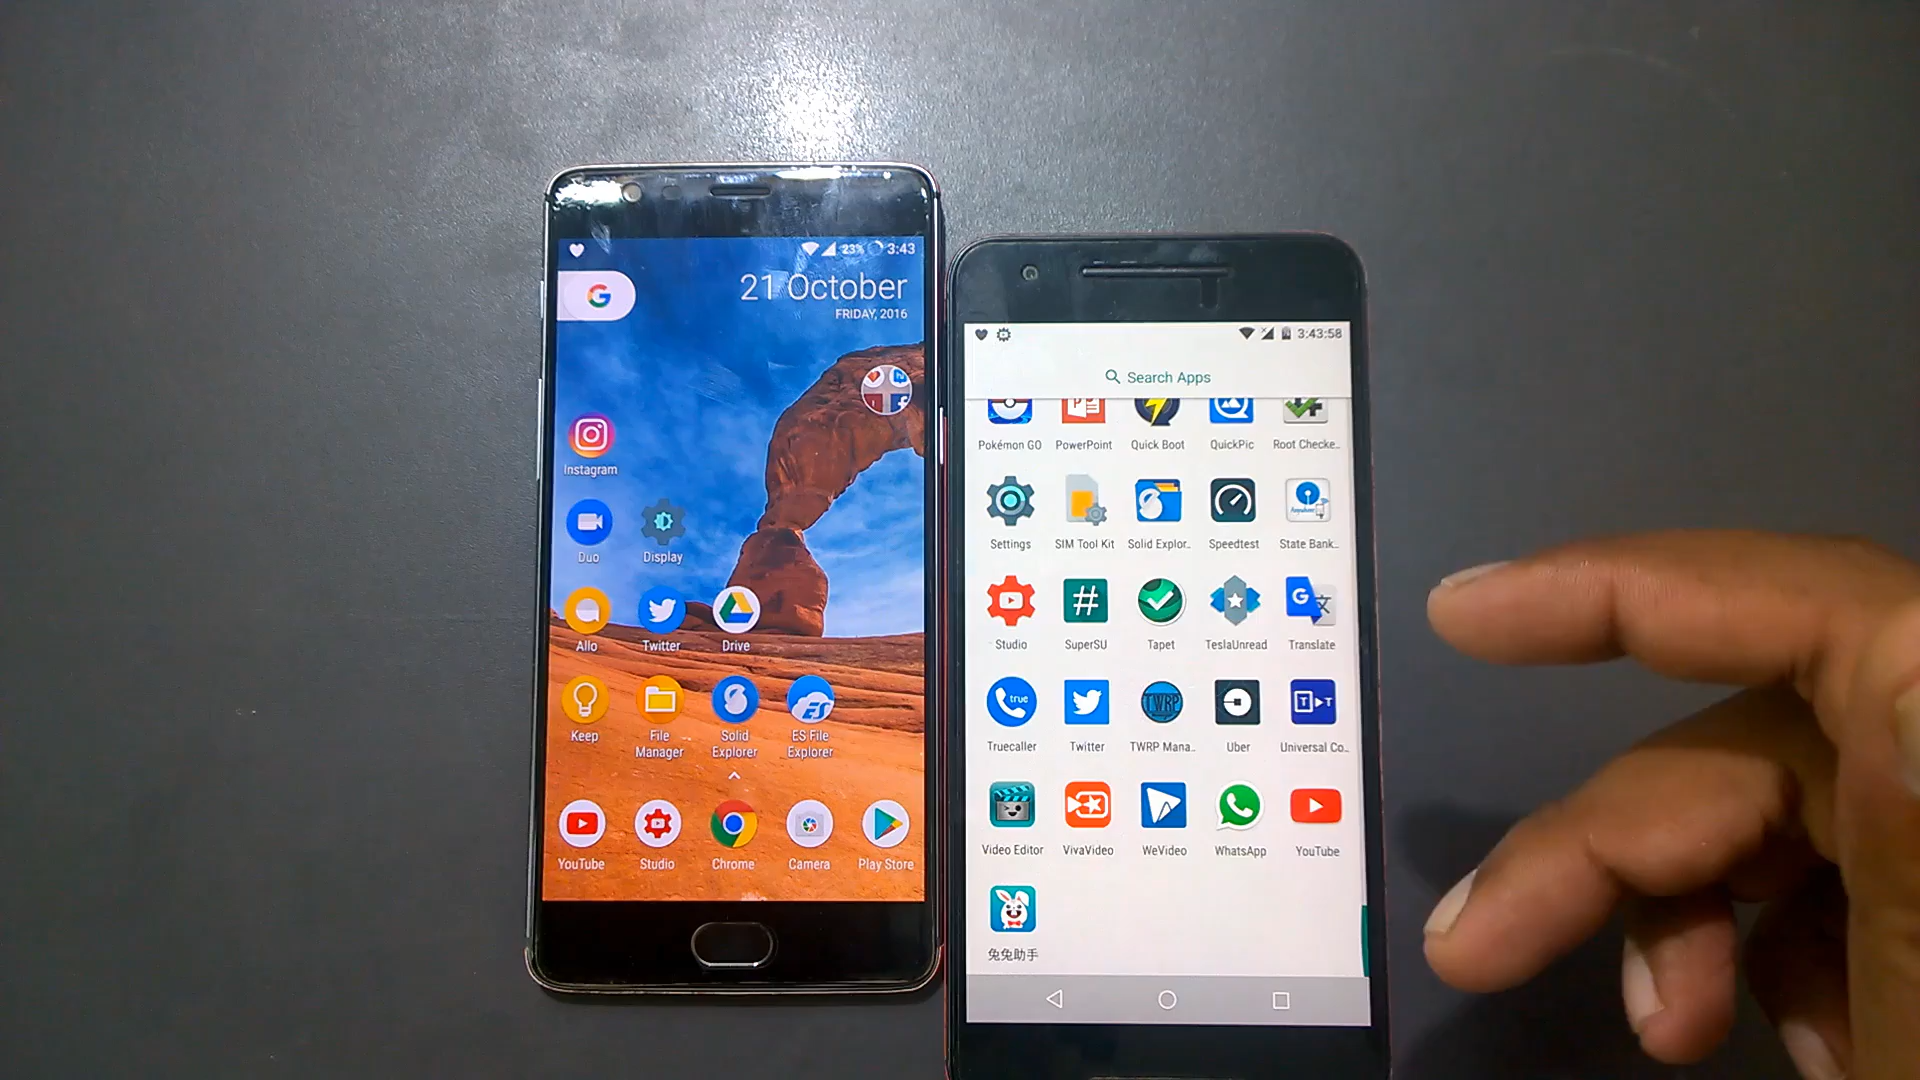 23% 3:43
21 October
FRIDAY, 2016
Instagram
Duo
Display
Allo
Twitter
Drive
Keep
File
Manager
Solid
Explorer
ES
ES File
Explorer
YouTube
Studio
Chrome
Camera
Play Store
3:43:58
Search Apps
Pokémon GO
PowerPoint
Quick Boot
QuickPic
Root Checke..
Settings
SIM Tool Kit
Solid Explor..
Speedtest
State Bank..
Studio
SuperSU
Tapet
TeslaUnread
Translate
true
TWRP
Truecaller
Twitter
TWRP Mana..
Uber
Universal Co..
Video Editor
VivaVideo
WeVideo
WhatsApp
YouTube
兔兔助手